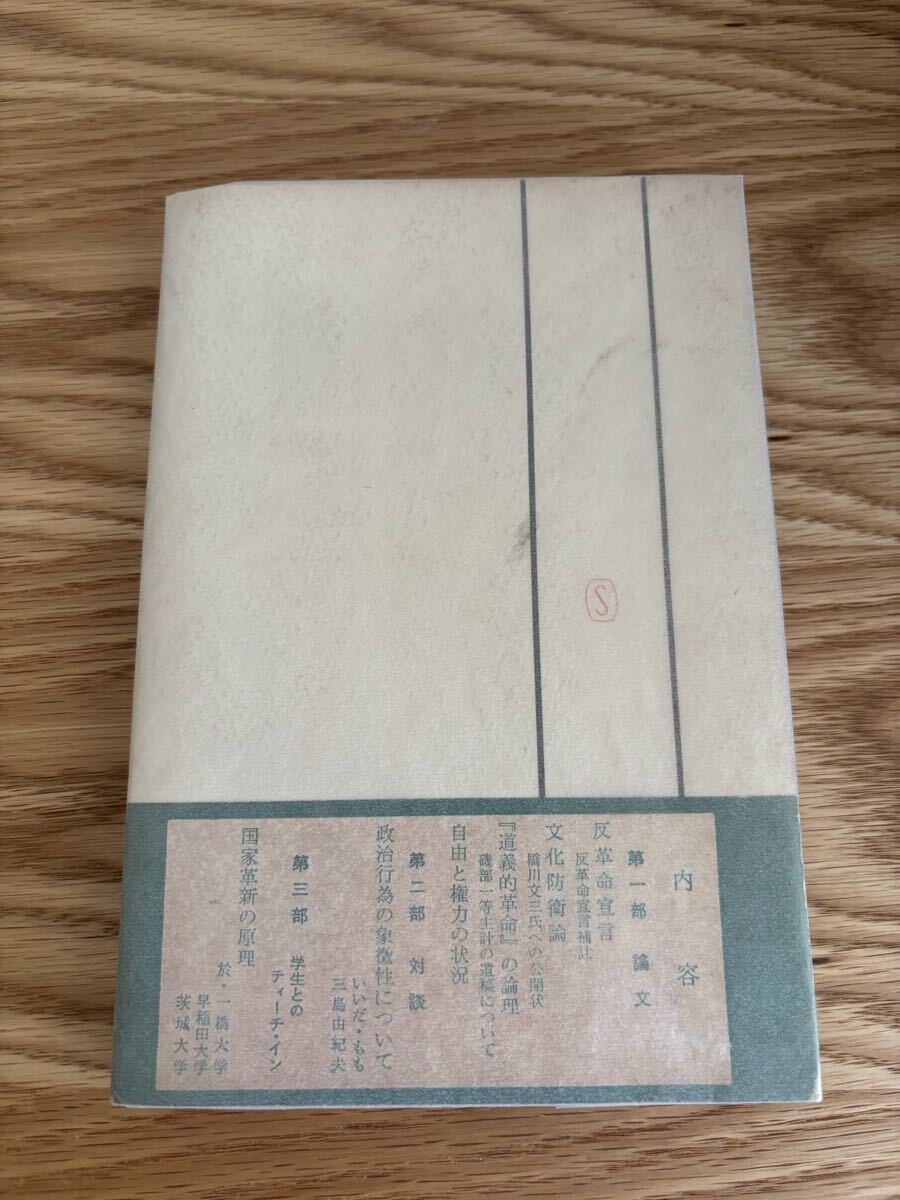 S
内容
第一部 論文
反革命宣言
反革命宣言補註
文化防衛論
橋川文三氏への公開状
『道義的革命』の論理
磯部一等主計の遺稿について
自由と権力の状況
第二部 対談
政治行為の象徴性について
いいだ・もも
三島由紀夫
第三部 学生との
ティーチ・イン
国家革新の原理
於・一橋大学
早稲田大学
茨城大学